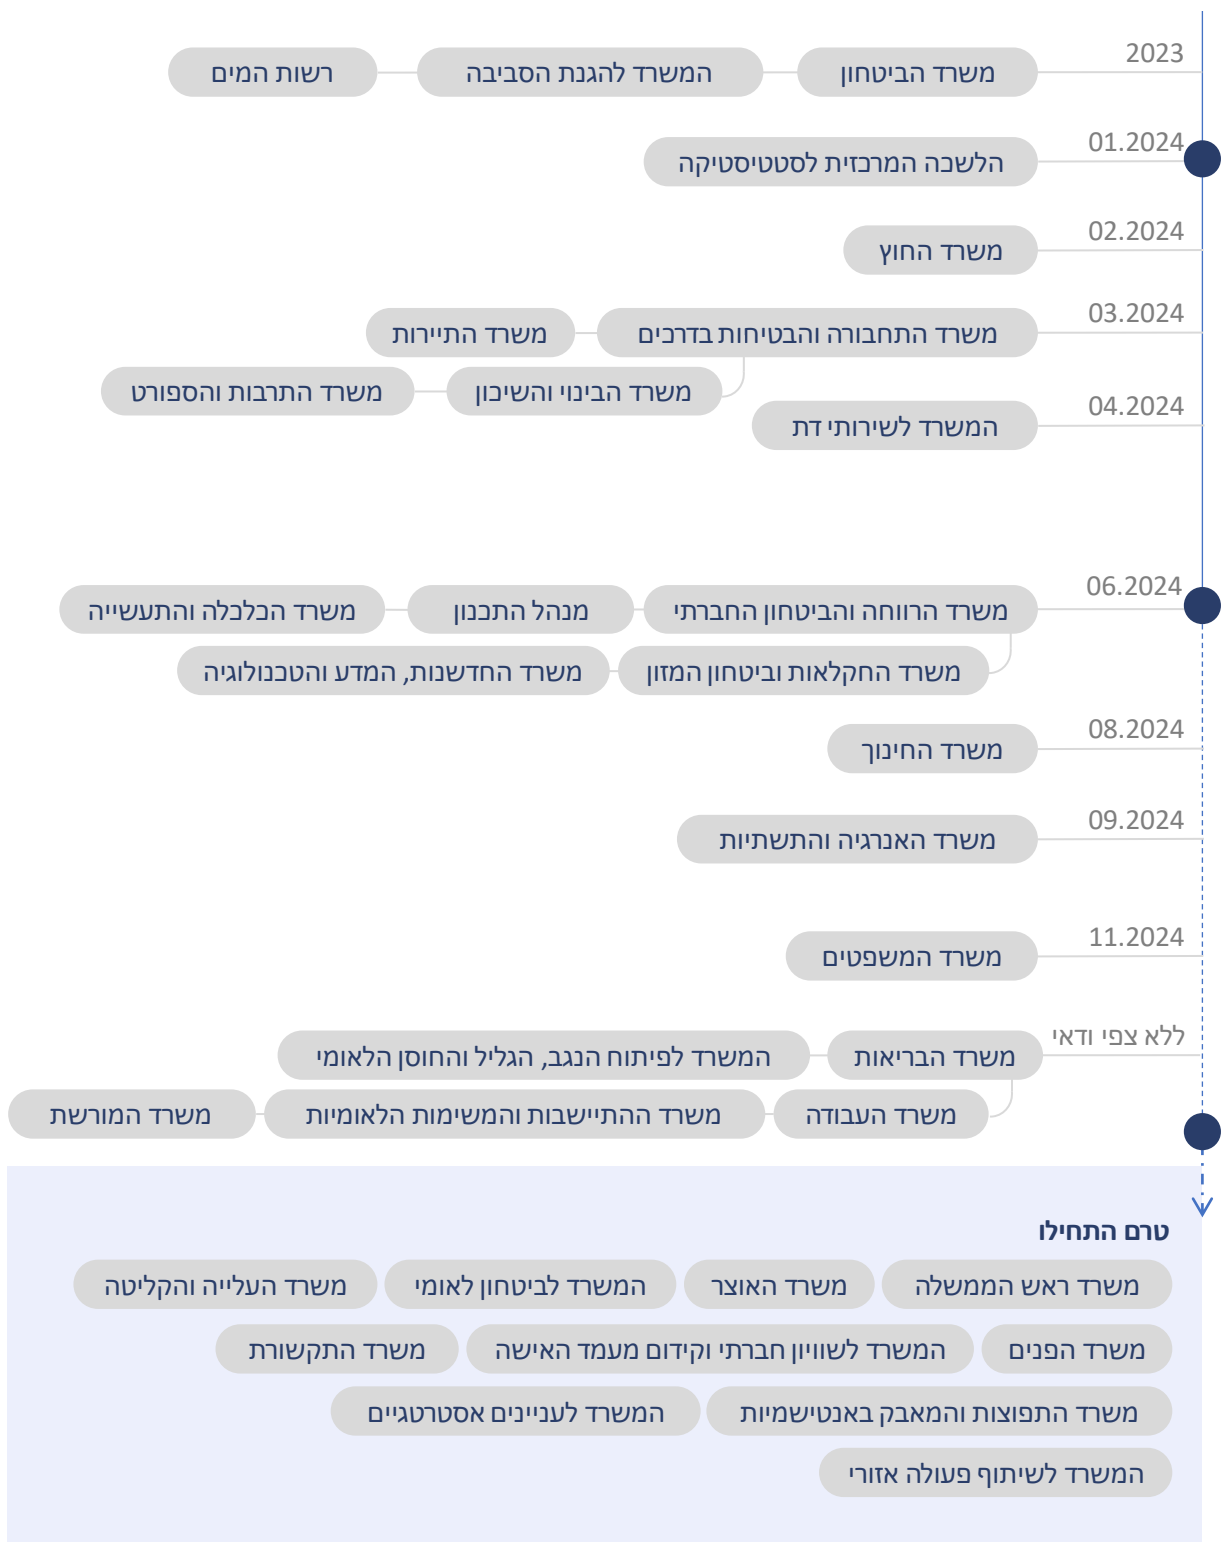 2023
משרד הביטחון המשרד להגנת הסביבה רשות המים
01.2024
הלשכה המרכזית לסטטיסטיקה
02.2024
משרד החוץ
03.2024
משרד התחבורה והבטיחות בדרכים משרד התיירות
משרד הבינוי והשיכון משרד התרבות והספורט
04.2024
המשרד לשירותי דת
06.2024
משרד הרווחה והביטחון החברתי מנהל התכנון משרד הכלכלה והתעשייה
משרד החקלאות וביטחון המזון משרד החדשנות, המדע והטכנולוגיה
08.2024
משרד החינוך
09.2024
משרד האנרגיה והתשתיות
11.2024
משרד המשפטים
ללא צפי ודאי
משרד הבריאות המשרד לפיתוח הנגב, הגליל והחוסן הלאומי
משרד העבודה משרד ההתיישבות והמשימות הלאומיות משרד המורשת
טרם התחילו
משרד ראש הממשלה משרד האוצר המשרד לביטחון לאומי משרד העלייה והקליטה
משרד הפנים המשרד לשוויון חברתי וקידום מעמד האישה משרד התקשורת
משרד התפוצות והמאבק באנטישמיות המשרד לעניינים אסטרטגיים
המשרד לשיתוף פעולה אזורי